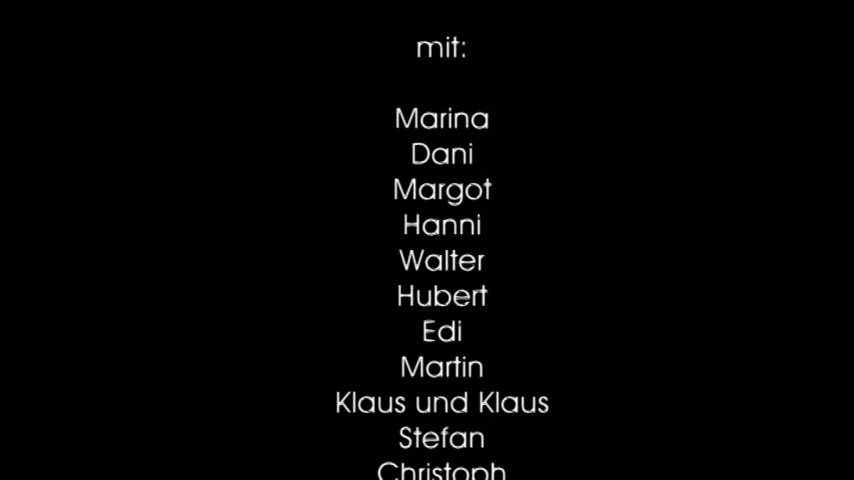 mit:
Marina
Dani
Margot
Hanni
Walter
Hubert
Edi
Martin
Klaus und Klaus
Stefan
Christoph